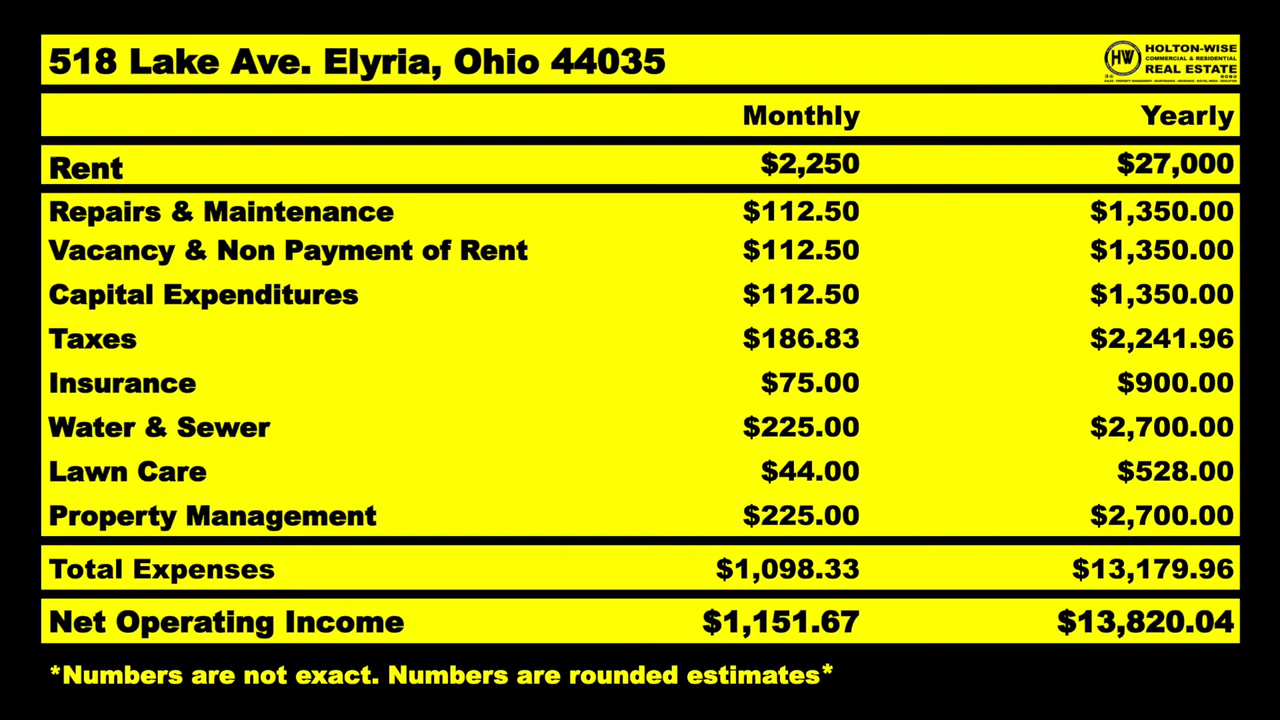 518 Lake Ave. Elyria, Ohio 44035
HW
HOLTON-WISE
COMMERCIAL & RESIDENTIAL
REAL ESTATE
Monthly Yearly
Rent $2,250 $27,000
Repairs & Maintenance $112.50 $1,350.00
Vacancy & Non Payment of Rent $112.50 $1,350.00
Capital Expenditures $112.50 $1,350.00
Taxes $186.83 $2,241.96
Insurance $75.00 $900.00
Water & Sewer $225.00 $2,700.00
Lawn Care $44.00 $528.00
Property Management $225.00 $2,700.00
Total Expenses $1,098.33 $13,179.96
Net Operating Income $1,151.67 $13,820.04
*Numbers are not exact. Numbers are rounded estimates*